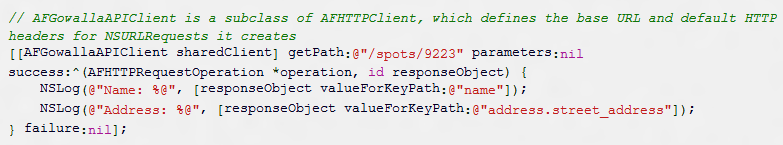 // AFGowallaAPIClient is a subclass of AFHTTPClient, which defines the base URL and default HTTP
headers for NSURLRequests it creates
[[AFGowallaAPIClient sharedClient] getPath:@"/spots/9223" parameters:nil
success:^(AFHTTPRequestOperation *operation, id responseObject) {
    NSLog(@"Name: %@", [responseObject valueForKeyPath:@"name"]);
    NSLog(@"Address: %@", [responseObject valueForKeyPath:@"address.street_address"]);
} failure:nil];